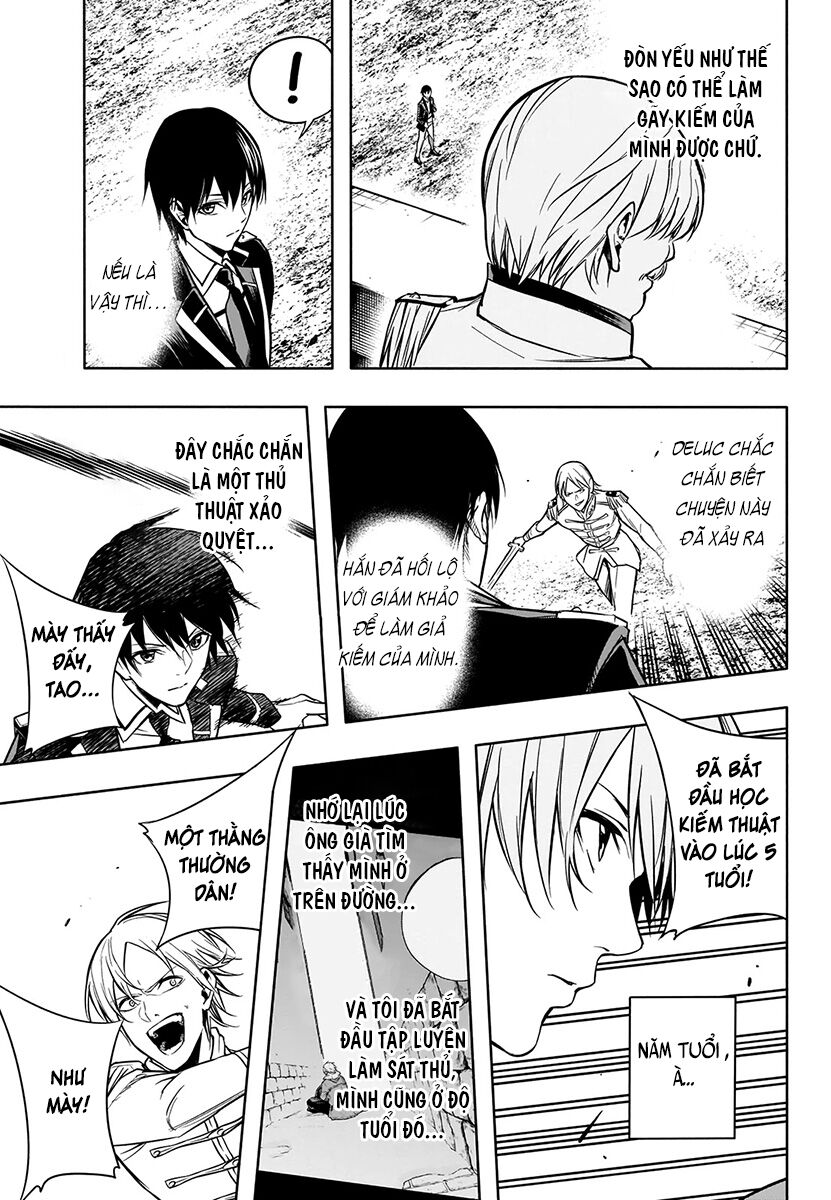 ĐÒN YẾU NHƯ THẾ
SAO CÓ THỂ LÀM
GÃY KIẾM CỦA
MÌNH ĐƯỢC CHỨ.
!
NẾU LÀ
VẬY THÌ...
, DELUC CHẮC
CHẮN BIẾT
CHUYỆN NÀY
ĐÃ XẢY RA
HẮN ĐÃ HỐI LỘ
VỚI GIÁM KHẢO
ĐỂ LÀM GIẢ
KIẾM CỦA MÌNH.
ĐÂY CHẮC CHẮN
LÀ MỘT THỦ
THUẬT XẢO
QUYỆT...
MÀY THẤY
ĐẤY,
TAO...
ĐÃ BẮT
ĐẦU HỌC
KIẾM THUẬT
VÀO LÚC 5
TUỔI!
NĂM TUỔI ,
À...
NHỚ LẠI LÚC
ÔNG GIÀ TÌM
THẤY MÌNH Ở
TRÊN ĐƯỜNG...
VÀ TÔI ĐÃ BẮT
ĐẦU TẬP LUYỆN
LÀM SÁT THỦ,
MÌNH CŨNG Ở ĐỘ
TUỔI ĐÓ...
MỘT THẰNG
THƯỜNG
DÂN!
NHƯ
MÀY!